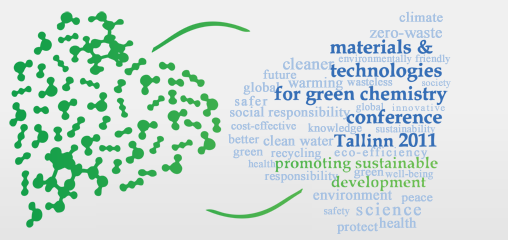 climate
zero-waste
materials &
environmentally friendly
cleaner technologies
future
warming wasteless society
global
for green chemistry
safer global innovative
social responsibility conference
cost-effective knowledge sustainability
better clean water Tallinn 2011
green recycling eco-efficiency
health promoting sustainable
responsibility green well-being
development
environment peace
safety science
protect health